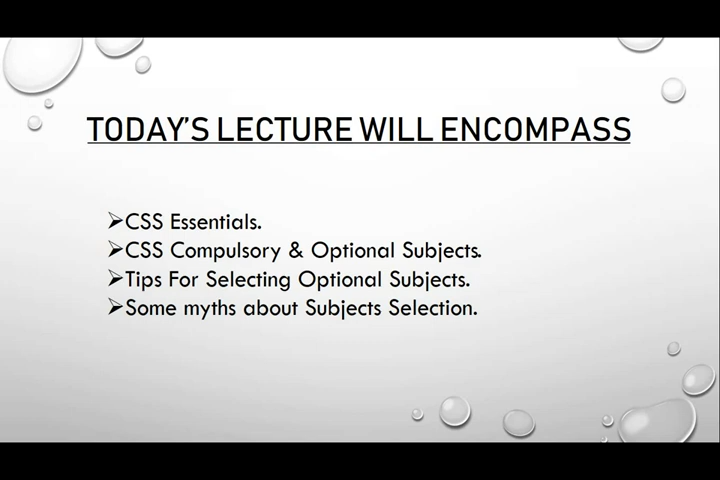 TODAY'S LECTURE WILL ENCOMPASS
➢CSS Essentials.
➢CSS Compulsory & Optional Subjects.
➢Tips For Selecting Optional Subjects.
➢Some myths about Subjects Selection.